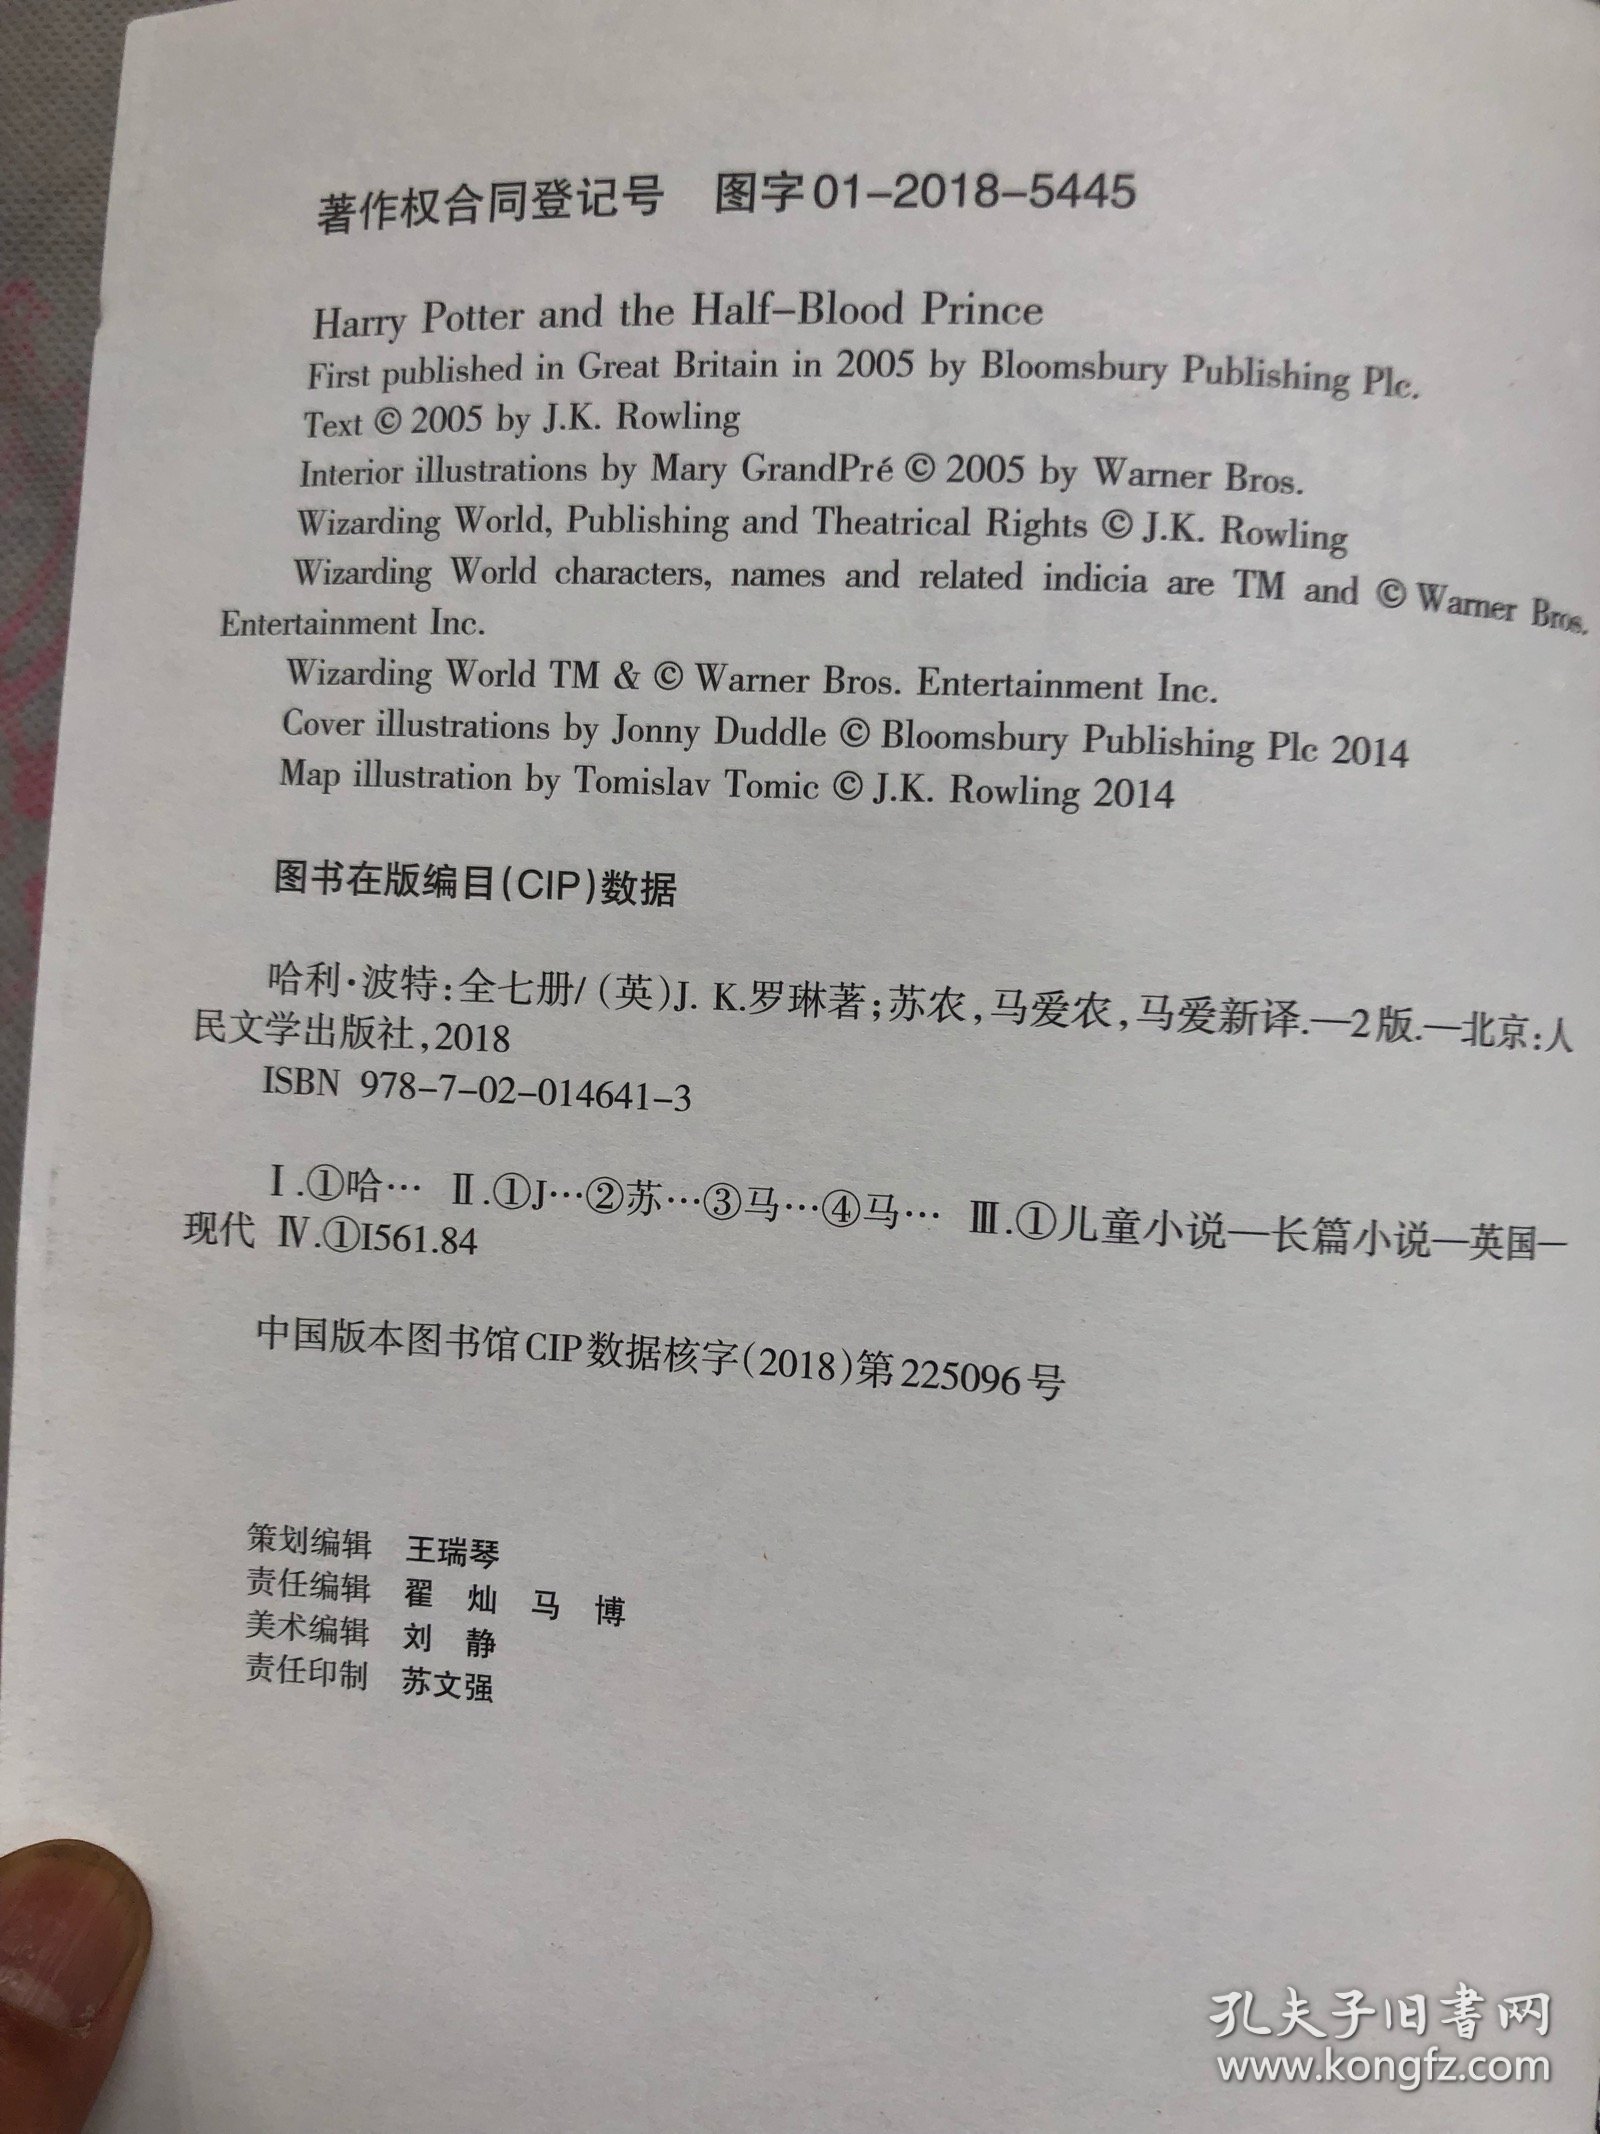 著作权合同登记号 图字01-2018-5445
Harry Potter and the Half-Blood Prince
First published in Great Britain in 2005 by Bloomsbury Publishing Plc.
Text © 2005 by J.K. Rowling
Interior illustrations by Mary GrandPré © 2005 by Warner Bros.
Wizarding World, Publishing and Theatrical Rights © J.K. Rowling
Wizarding World characters, names and related indicia are TM and © Warner Bros.
Entertainment Inc.
Wizarding World TM & © Warner Bros. Entertainment Inc.
Cover illustrations by Jonny Duddle © Bloomsbury Publishing Plc 2014
Map illustration by Tomislav Tomic © J.K. Rowling 2014
图书在版编目(CIP)数据
哈利·波特:全七册/(英)J. K.罗琳著;苏农,马爱农,马爱新译.—2版.—北京:人
民文学出版社,2018
ISBN 978-7-02-014641-3
Ⅰ.①哈… Ⅱ.①J…②苏…③马…④马… Ⅲ.①儿童小说—长篇小说—英国—
现代 Ⅳ.①I561.84
中国版本图书馆CIP数据核字(2018)第225096号
策划编辑 王瑞琴
责任编辑 翟 灿 马 博
美术编辑 刘 静
责任印制 苏文强
孔夫子旧书网
www.kongfz.com